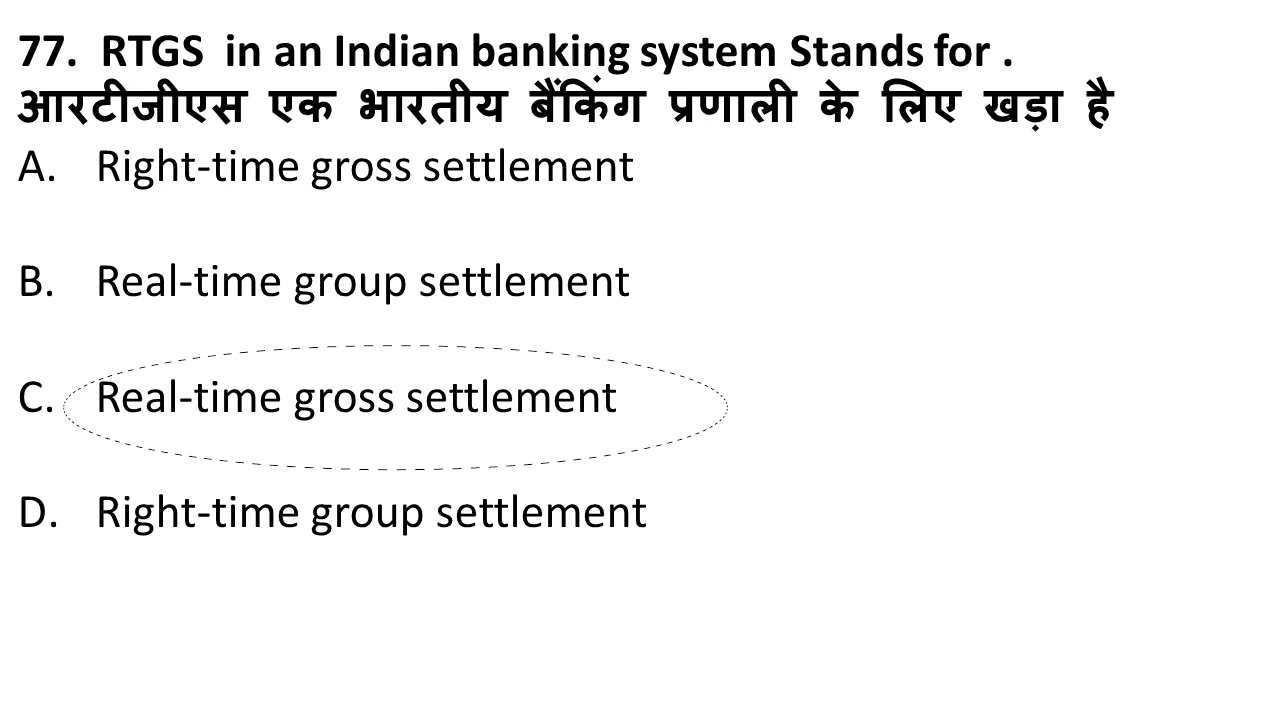 77. RTGS in an Indian banking system Stands for .
आरटीजीएस एक भारतीय बैंकिंग प्रणाली के लिए खड़ा है
A. Right-time gross settlement
B. Real-time group settlement
C. Real-time gross settlement
D. Right-time group settlement